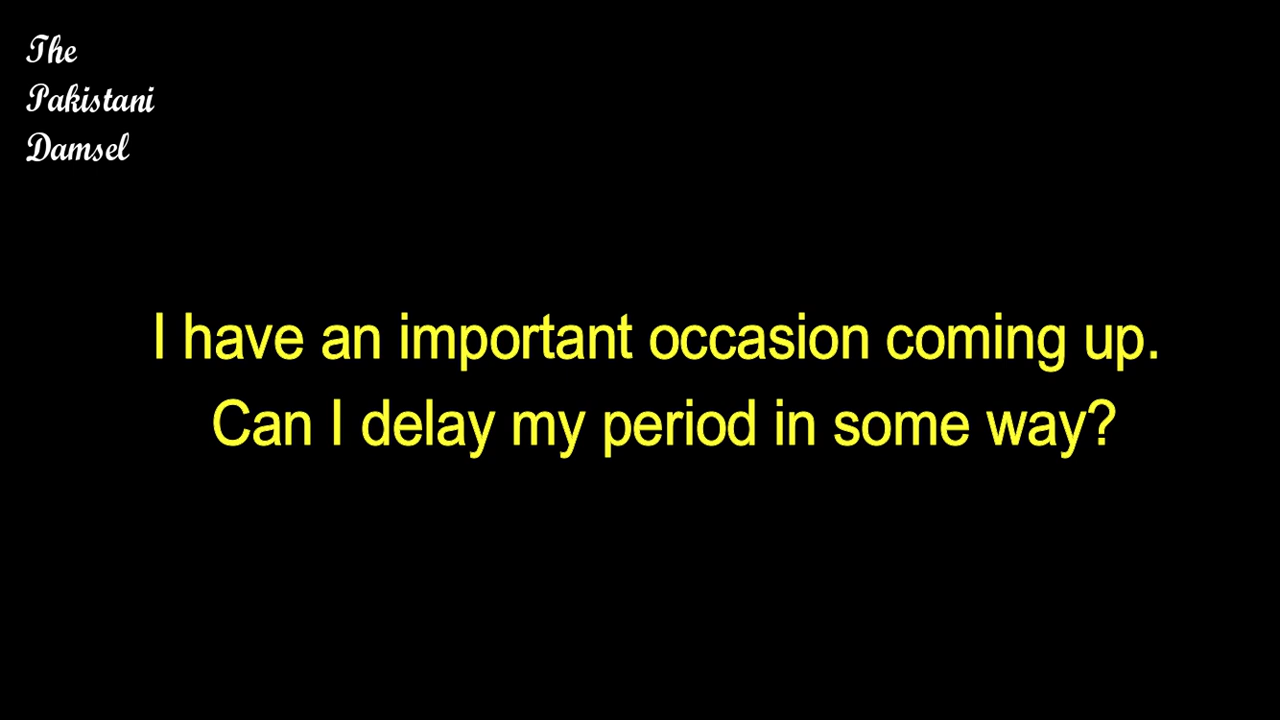 The
Pakistani
Damsel
I have an important occasion coming up.
Can I delay my period in some way?